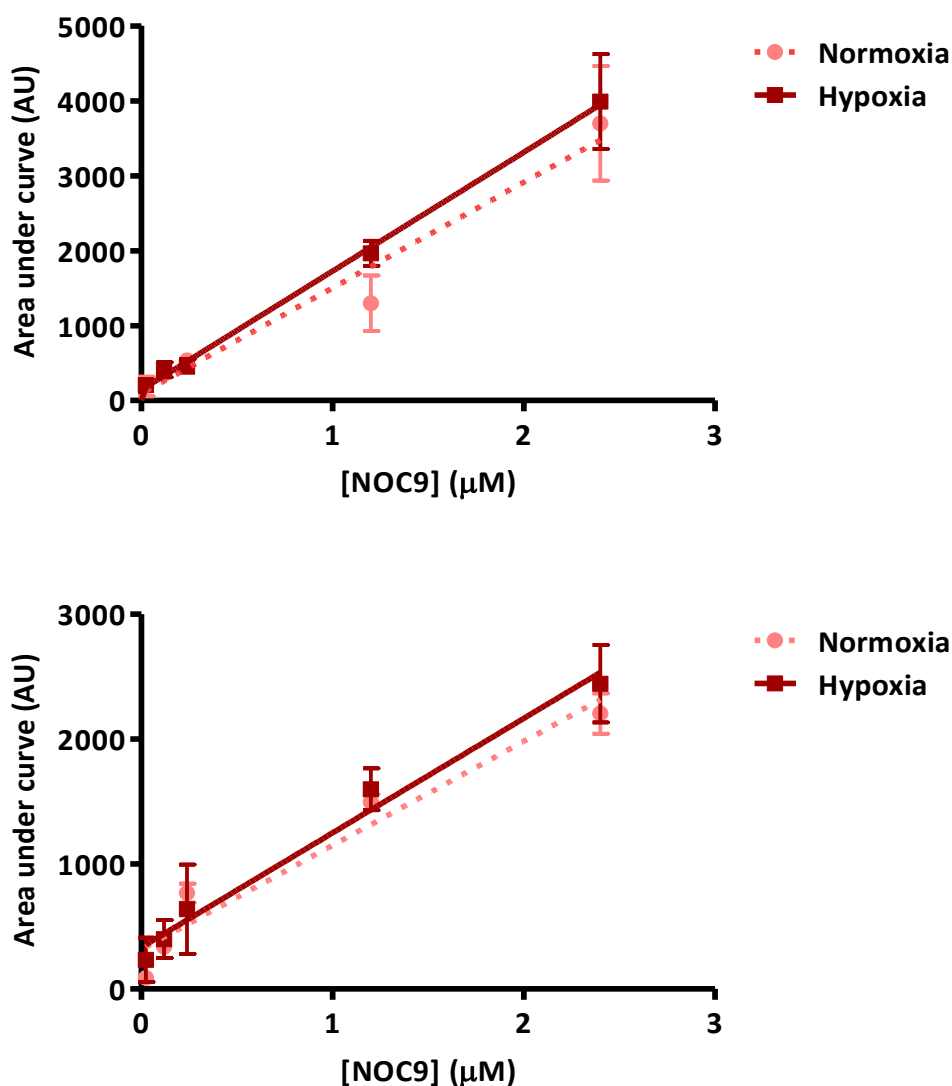 5000
4000
3000
2000
1000
0
Area under curve (AU)
0 1 2 3
[NOC9] (μM)
Normoxia
Hypoxia
3000
2000
1000
0
Area under curve (AU)
0 1 2 3
[NOC9] (μM)
Normoxia
Hypoxia